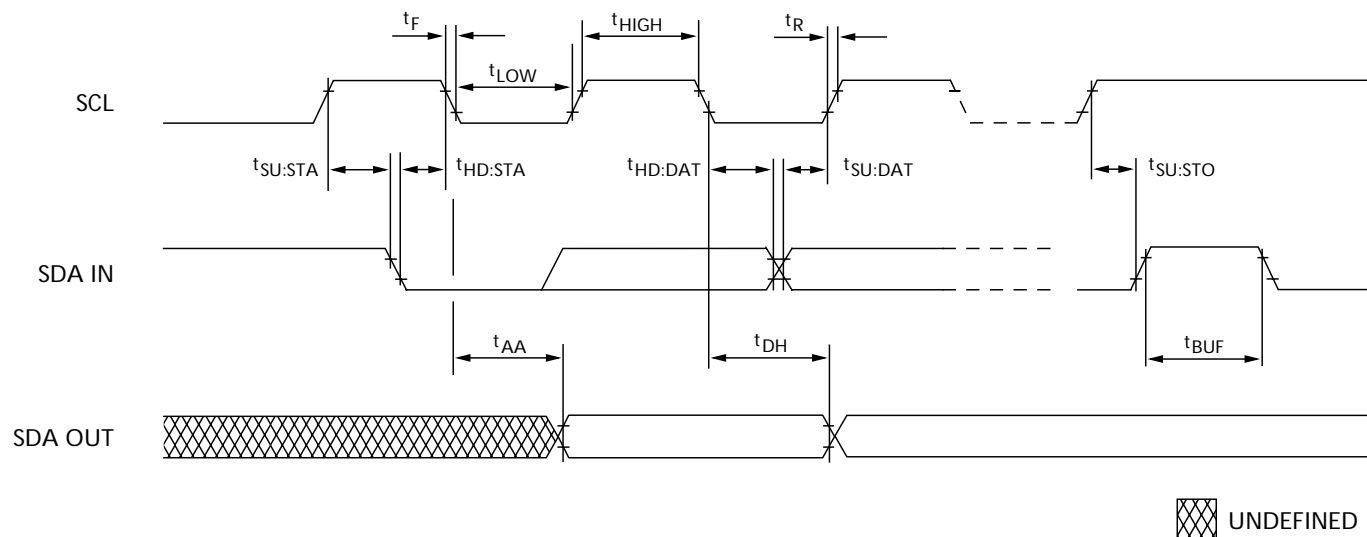 tF
tHIGH
tR
tLOW
SCL
tSU:STA
tHD:STA
tHD:DAT
tSU:DAT
tSU:STO
SDA IN
tAA
tDH
tBUF
SDA OUT
UNDEFINED